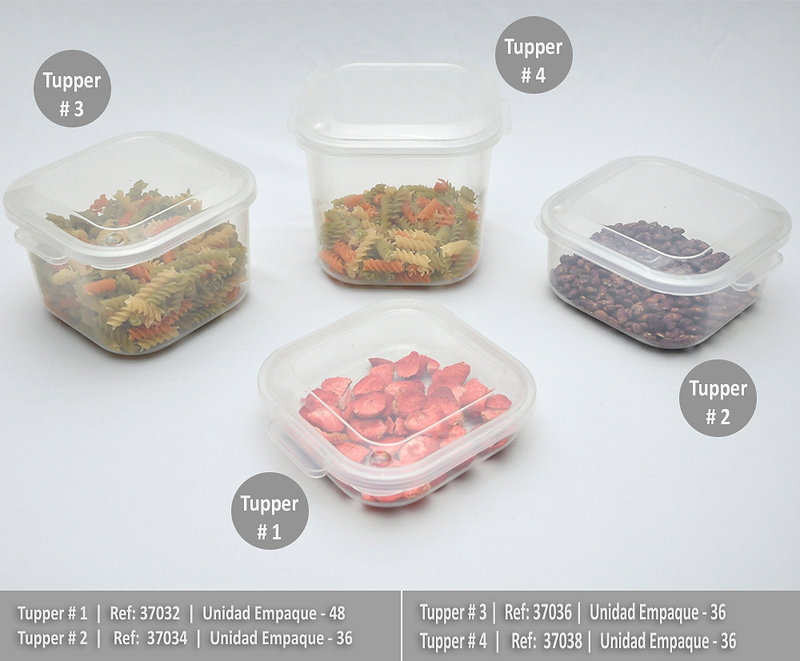 Tupper
# 4
Tupper
# 3
Tupper
# 2
Tupper
# 1
Tupper # 1 | Ref: 37032 | Unidad Empaque - 48
Tupper # 2 | Ref: 37034 | Unidad Empaque - 36
Tupper # 3 | Ref: 37036 | Unidad Empaque - 36
Tupper # 4 | Ref: 37038 | Unidad Empaque - 36